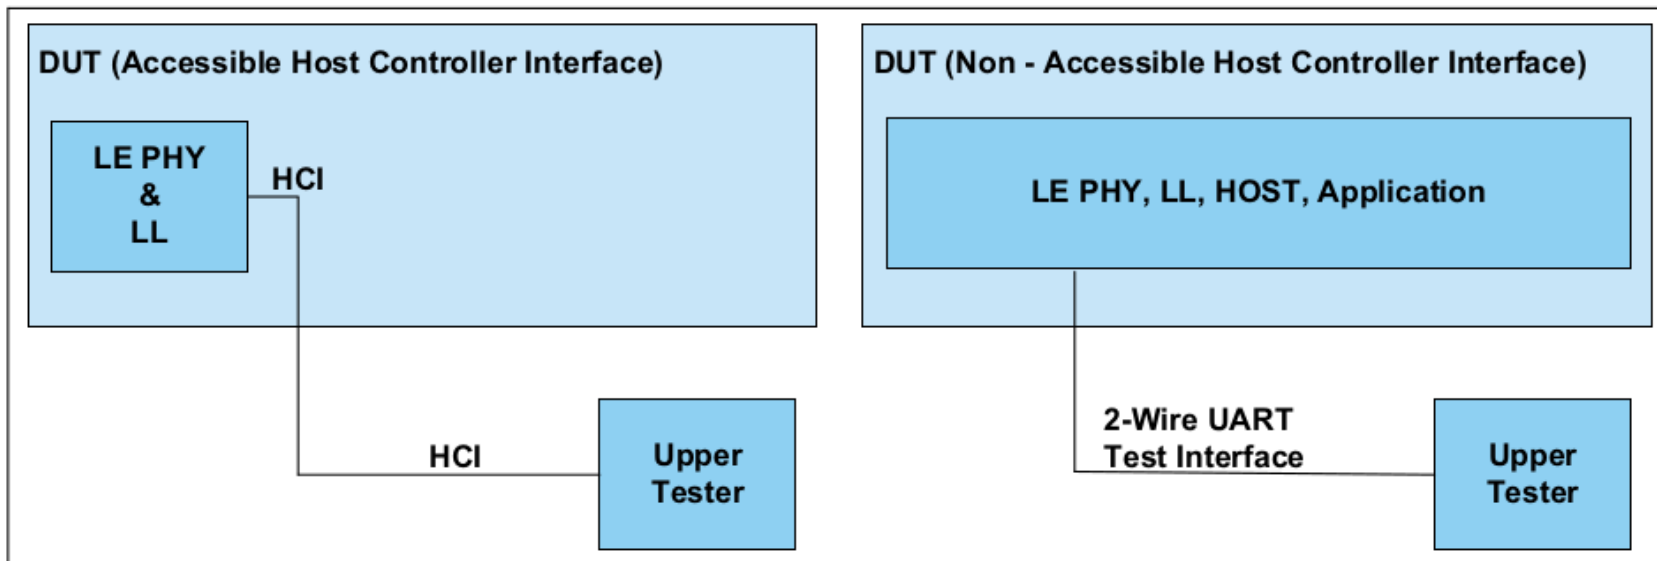 DUT (Accessible Host Controller Interface)
LE PHY
&
LL
HCI
HCI
Upper
Tester
DUT (Non - Accessible Host Controller Interface)
LE PHY, LL, HOST, Application
2-Wire UART
Test Interface
Upper
Tester